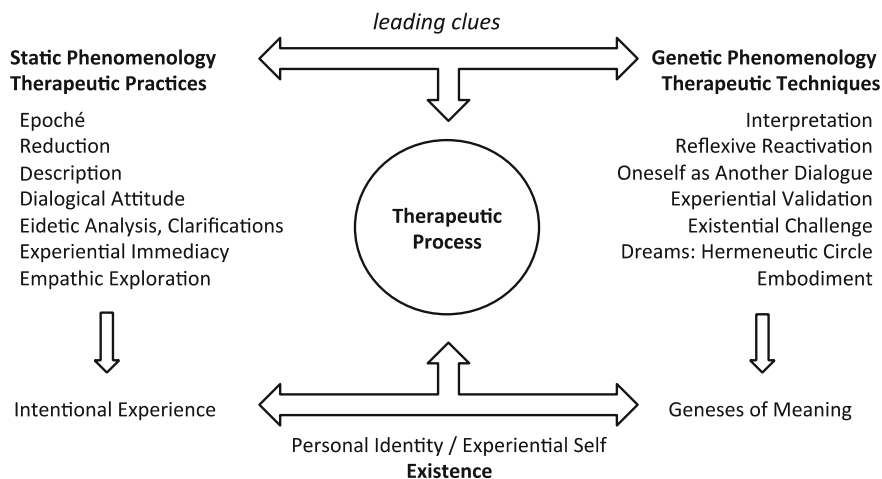 leading clues
Static Phenomenology
Therapeutic Practices
Epoché
Reduction
Description
Dialogical Attitude
Eidetic Analysis, Clarifications
Experiential Immediacy
Empathic Exploration
Intentional Experience
Therapeutic
Process
Genetic Phenomenology
Therapeutic Techniques
Interpretation
Reflexive Reactivation
Oneself as Another Dialogue
Experiential Validation
Existential Challenge
Dreams: Hermeneutic Circle
Embodiment
Geneses of Meaning
Personal Identity / Experiential Self
Existence